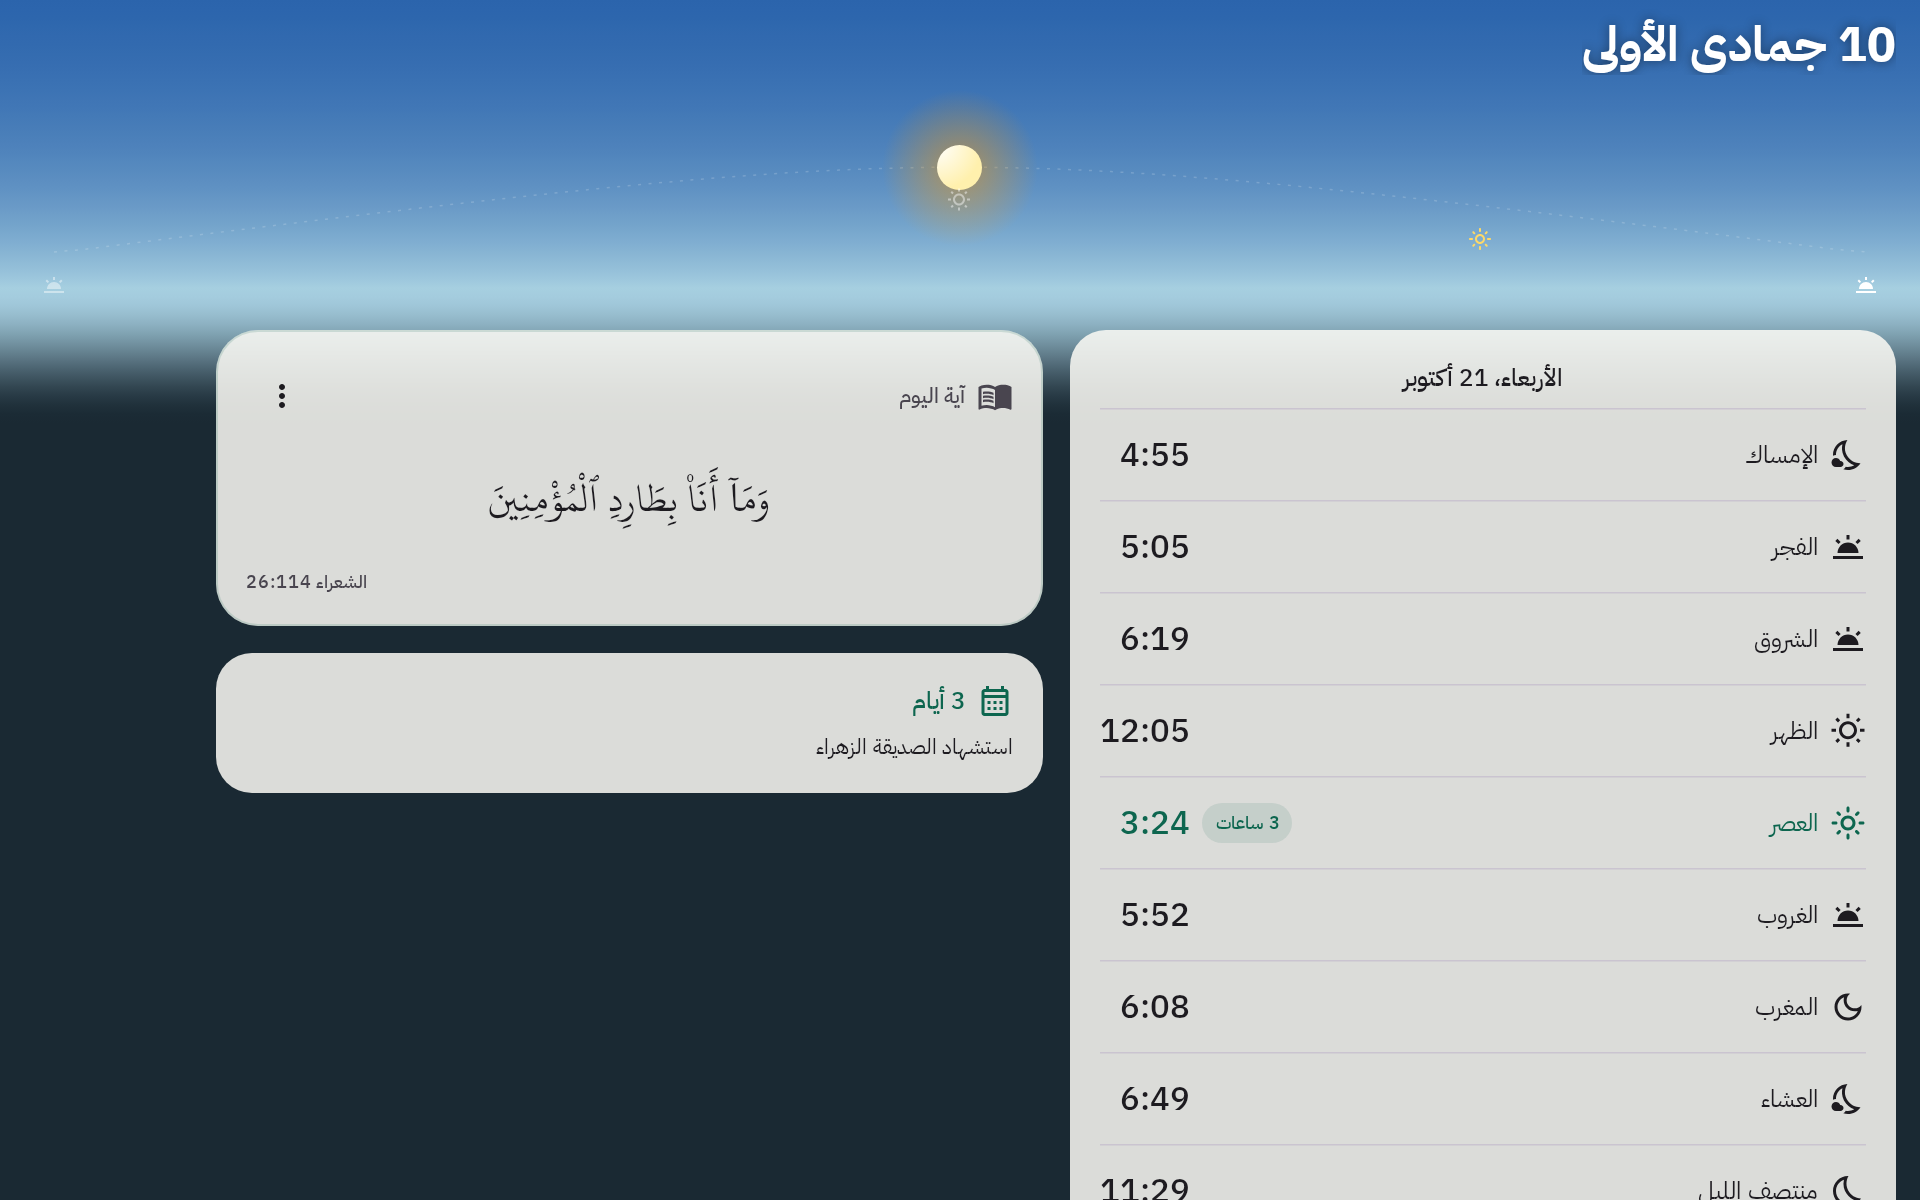 10 جمادى الأولى
الأربعاء، 21 أكتوبر
الإمساك 4:55
الفجر 5:05
الشروق 6:19
الظهر 12:05
العصر 3 ساعات 3:24
الغروب 5:52
المغرب 6:08
العشاء 6:49
منتصف الليل 11:29
آية اليوم
وَمَآ أَنَا۠ بِطَارِدِ ٱلْمُؤْمِنِينَ
الشعراء 26:114
3 أيام
استشهاد الصديقة الزهراء